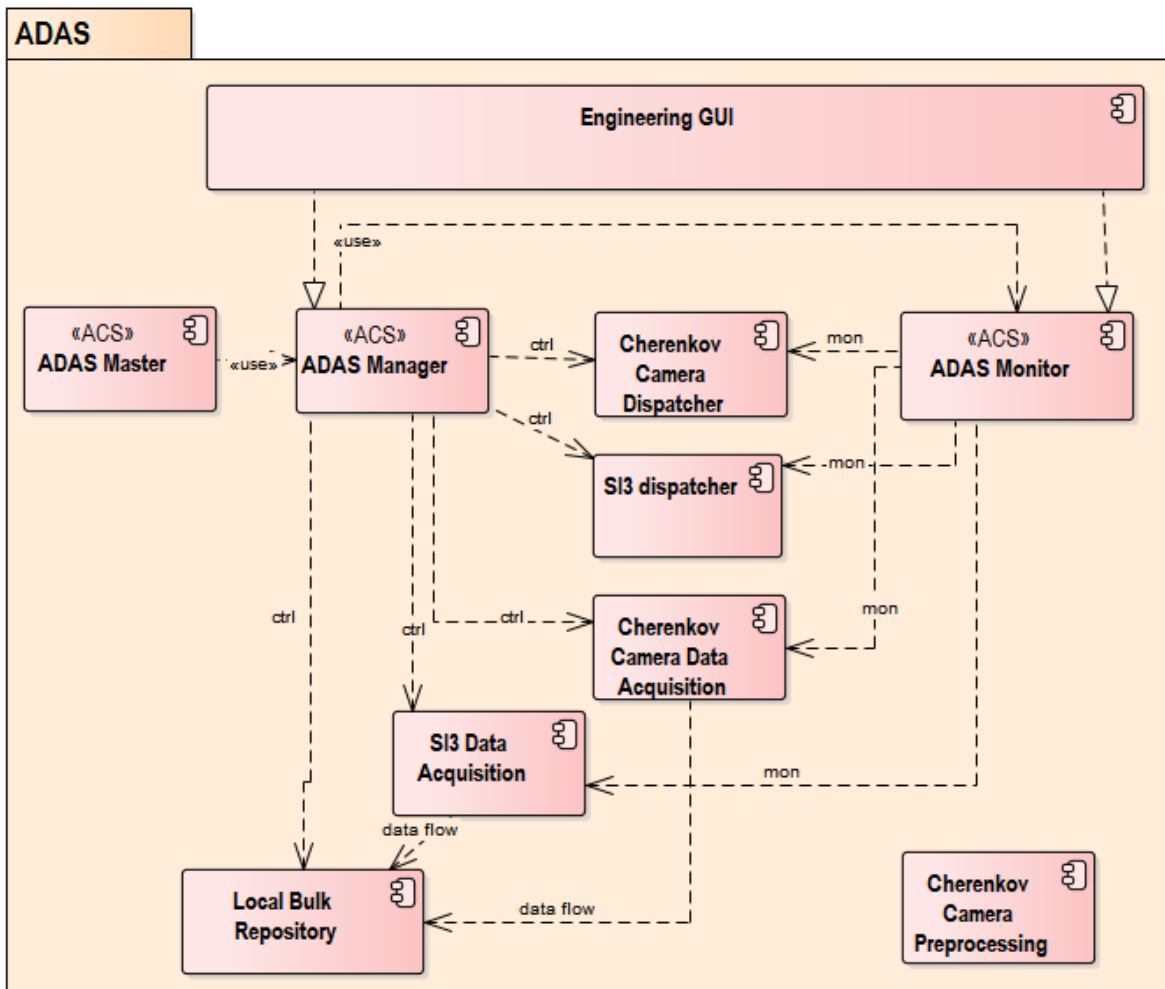 ADAS
Engineering GUI
«use»
«ACS»
ADAS Master
«use»
«ACS»
ADAS Manager
ctrl
Cherenkov
Camera
Dispatcher
mon
«ACS»
ADAS Monitor
ctrl
SI3 dispatcher
mon
ctrl
ctrl
ctrl
Cherenkov
Camera Data
Acquisition
mon
SI3 Data
Acquisition
mon
data flow
Local Bulk
Repository
data flow
Cherenkov
Camera
Preprocessing